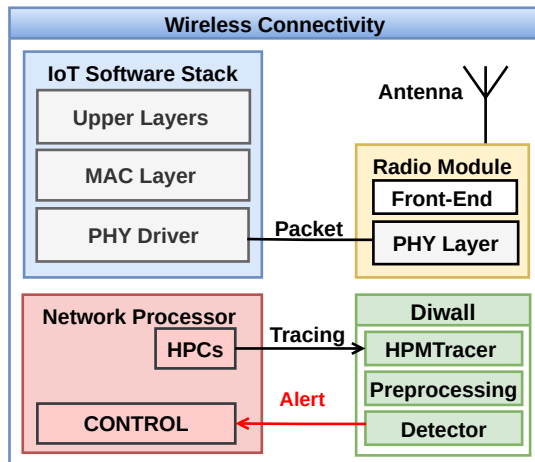 Wireless Connectivity
IoT Software Stack
Upper Layers
MAC Layer
PHY Driver
Packet
Antenna
Radio Module
Front-End
PHY Layer
Network Processor
HPCs
Tracing
CONTROL
Alert
Diwall
HPMTracer
Preprocessing
Detector